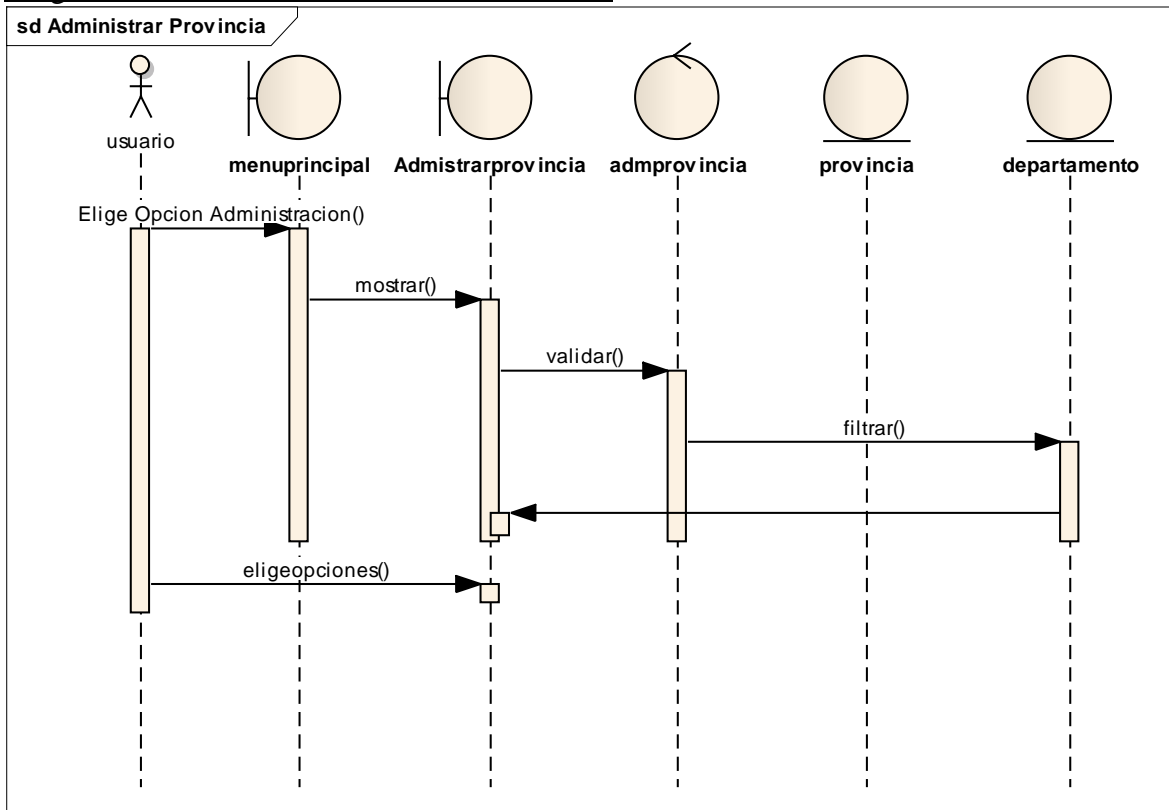 sd Administrar Provincia
usuario
menuprincipal
Admistrarprovincia
admprovincia
provincia
departamento
Elige Opcion Administracion()
mostrar()
validar()
filtrar()
eligeopciones()